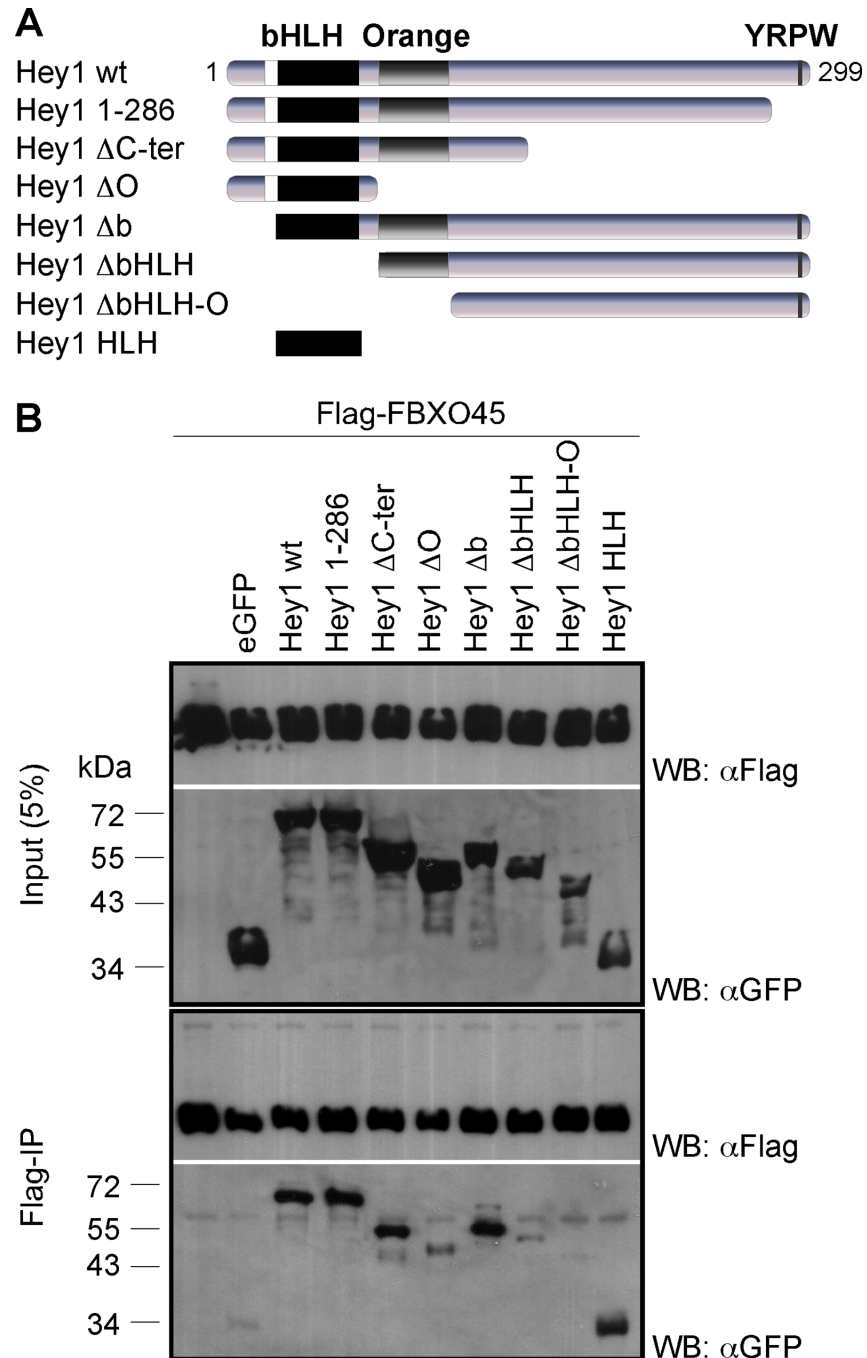 A
bHLH Orange YRPW
Hey1 wt 1 299
Hey1 1-286
Hey1 ΔC-ter
Hey1 ΔO
Hey1 Δb
Hey1 ΔbHLH
Hey1 ΔbHLH-O
Hey1 HLH
B
Flag-FBXO45
eGFP
Hey1 wt
Hey1 1-286
Hey1 ΔC-ter
Hey1 ΔO
Hey1 Δb
Hey1 ΔbHLH
Hey1 ΔbHLH-O
Hey1 HLH
Input (5%)
WB: αFlag
kDa
72
55
43
34
WB: αGFP
Flag-IP
WB: αFlag
72
55
43
34
WB: αGFP